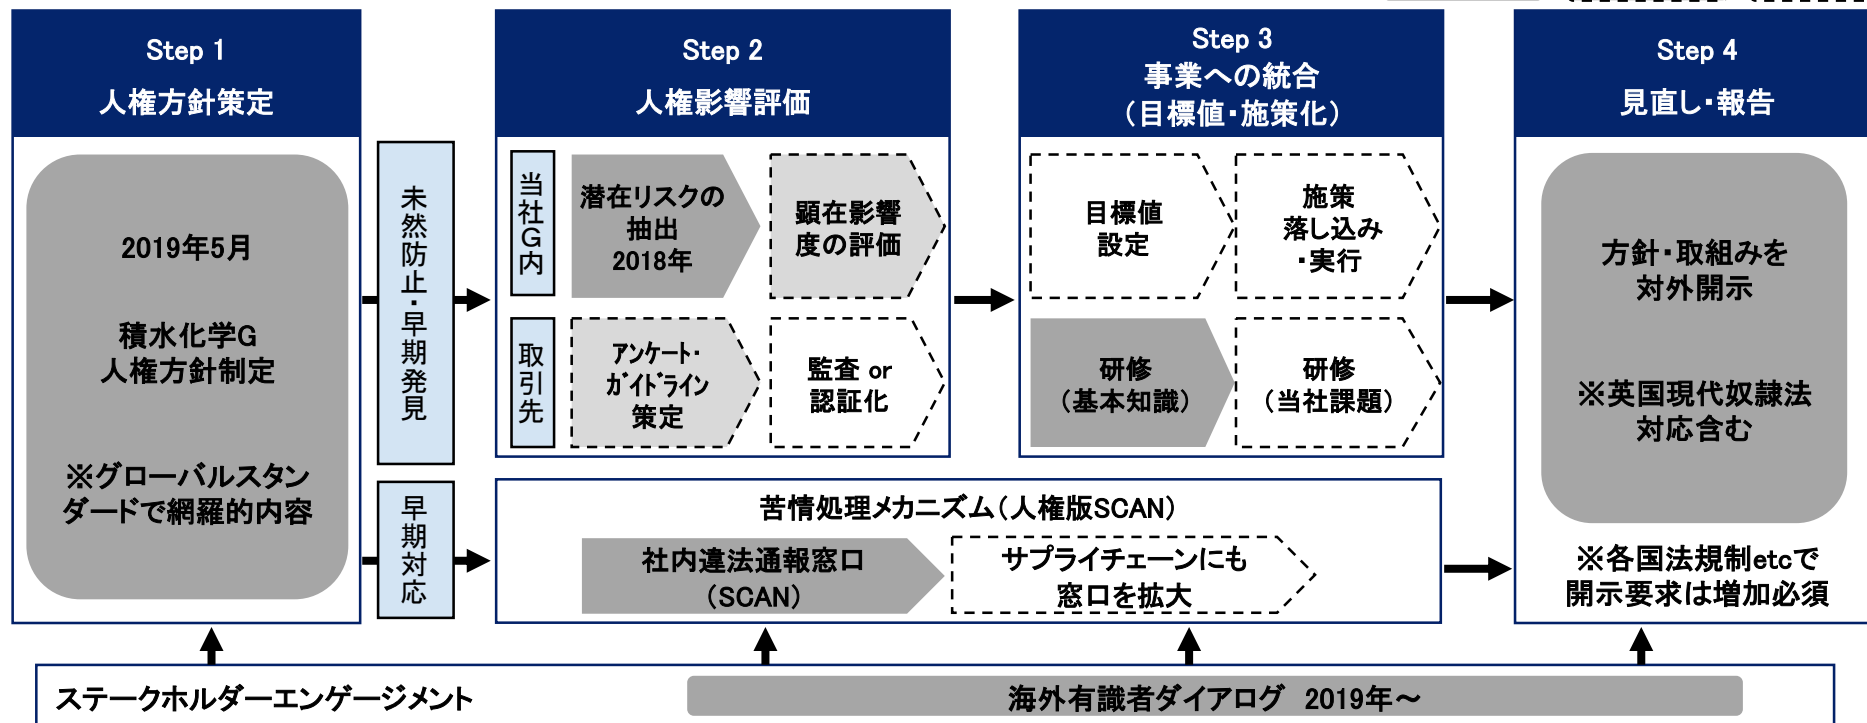 Step 1
人権方針策定
2019年5月
積水化学G
人権方針制定
※グローバルスタン
ダードで網羅的内容
未然防止・早期発見
早期対応
Step 2
人権影響評価
当社G内
潜在リスクの
抽出
2018年
顕在影響
度の評価
取引先
アンケート・
ガイドライン
策定
監査 or
認証化
Step 3
事業への統合
（目標値・施策化）
目標値
設定
施策
落し込み
・実行
研修
（基本知識）
研修
（当社課題）
苦情処理メカニズム（人権版SCAN）
社内違法通報窓口
（SCAN）
サプライチェーンにも
窓口を拡大
Step 4
見直し・報告
方針・取組みを
対外開示
※英国現代奴隷法
対応含む
※各国法規制etcで
開示要求は増加必須
ステークホルダーエンゲージメント
海外有識者ダイアログ 2019年～